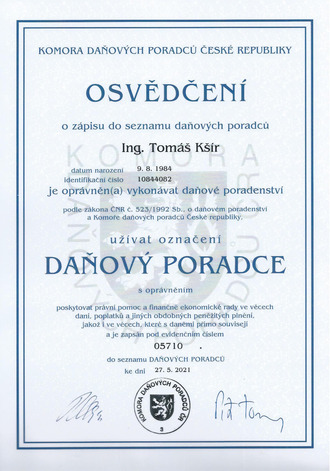 KOMORA DAŇOVÝCH PORADCŮ ČESKÉ REPUBLIKY
OSVĚDČENÍ
o zápisu do seznamu daňových poradců
Ing. Tomáš Kšír
datum narození 9. 8. 1984
identifikační číslo 10844082
je oprávněn(a) vykonávat daňové poradenství
podle zákona ČNR č. 523/1992 Sb., o daňovém poradenství
a Komoře daňových poradců České republiky,
užívat označení
DAŇOVÝ PORADCE
s oprávněním
poskytovat právní pomoc a finančně ekonomické rady ve věcech
daní, poplatků a jiných obdobných peněžitých plnění,
jakož i ve věcech, které s daněmi přímo souvisejí
a je zapsán pod evidenčním číslem
05710 .
do seznamu DAŇOVÝCH PORADCŮ
ke dni 27. 5. 2021
KOMORA DAŇOVÝCH PORADCŮ ČR
3